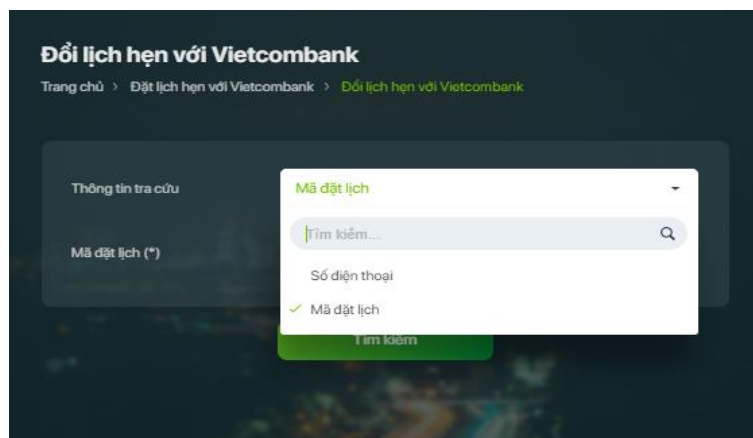 Đổi lịch hẹn với Vietcombank
Trang chủ > Đặt lịch hẹn với Vietcombank > Đổi lịch hẹn với Vietcombank
Thông tin tra cứu
Mã đặt lịch
Tìm kiếm...
Mã đặt lịch (*)
Số điện thoại
Mã đặt lịch
Tìm kiếm